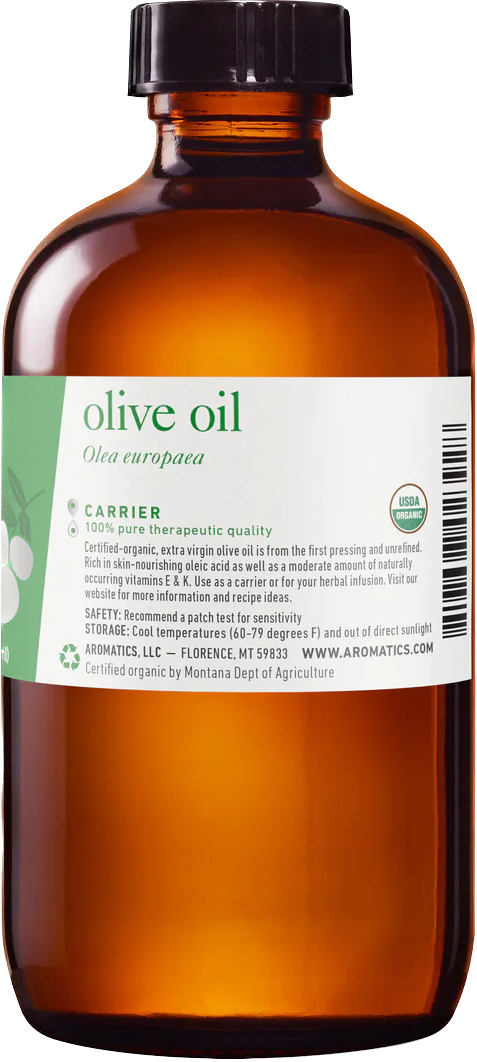 olive oil
Olea europaea
CARRIER
100% pure therapeutic quality
USDA
ORGANIC
Certified-organic, extra virgin olive oil is from the first pressing and unrefined.
Rich in skin-nourishing oleic acid as well as a moderate amount of naturally
occurring vitamins E & K. Use as a carrier or for your herbal infusion. Visit our
website for more information and recipe ideas.
SAFETY: Recommend a patch test for sensitivity
STORAGE: Cool temperatures (60-79 degrees F) and out of direct sunlight
AROMATICS, LLC — FLORENCE, MT 59833 WWW.AROMATICS.COM
Certified organic by Montana Dept of Agriculture